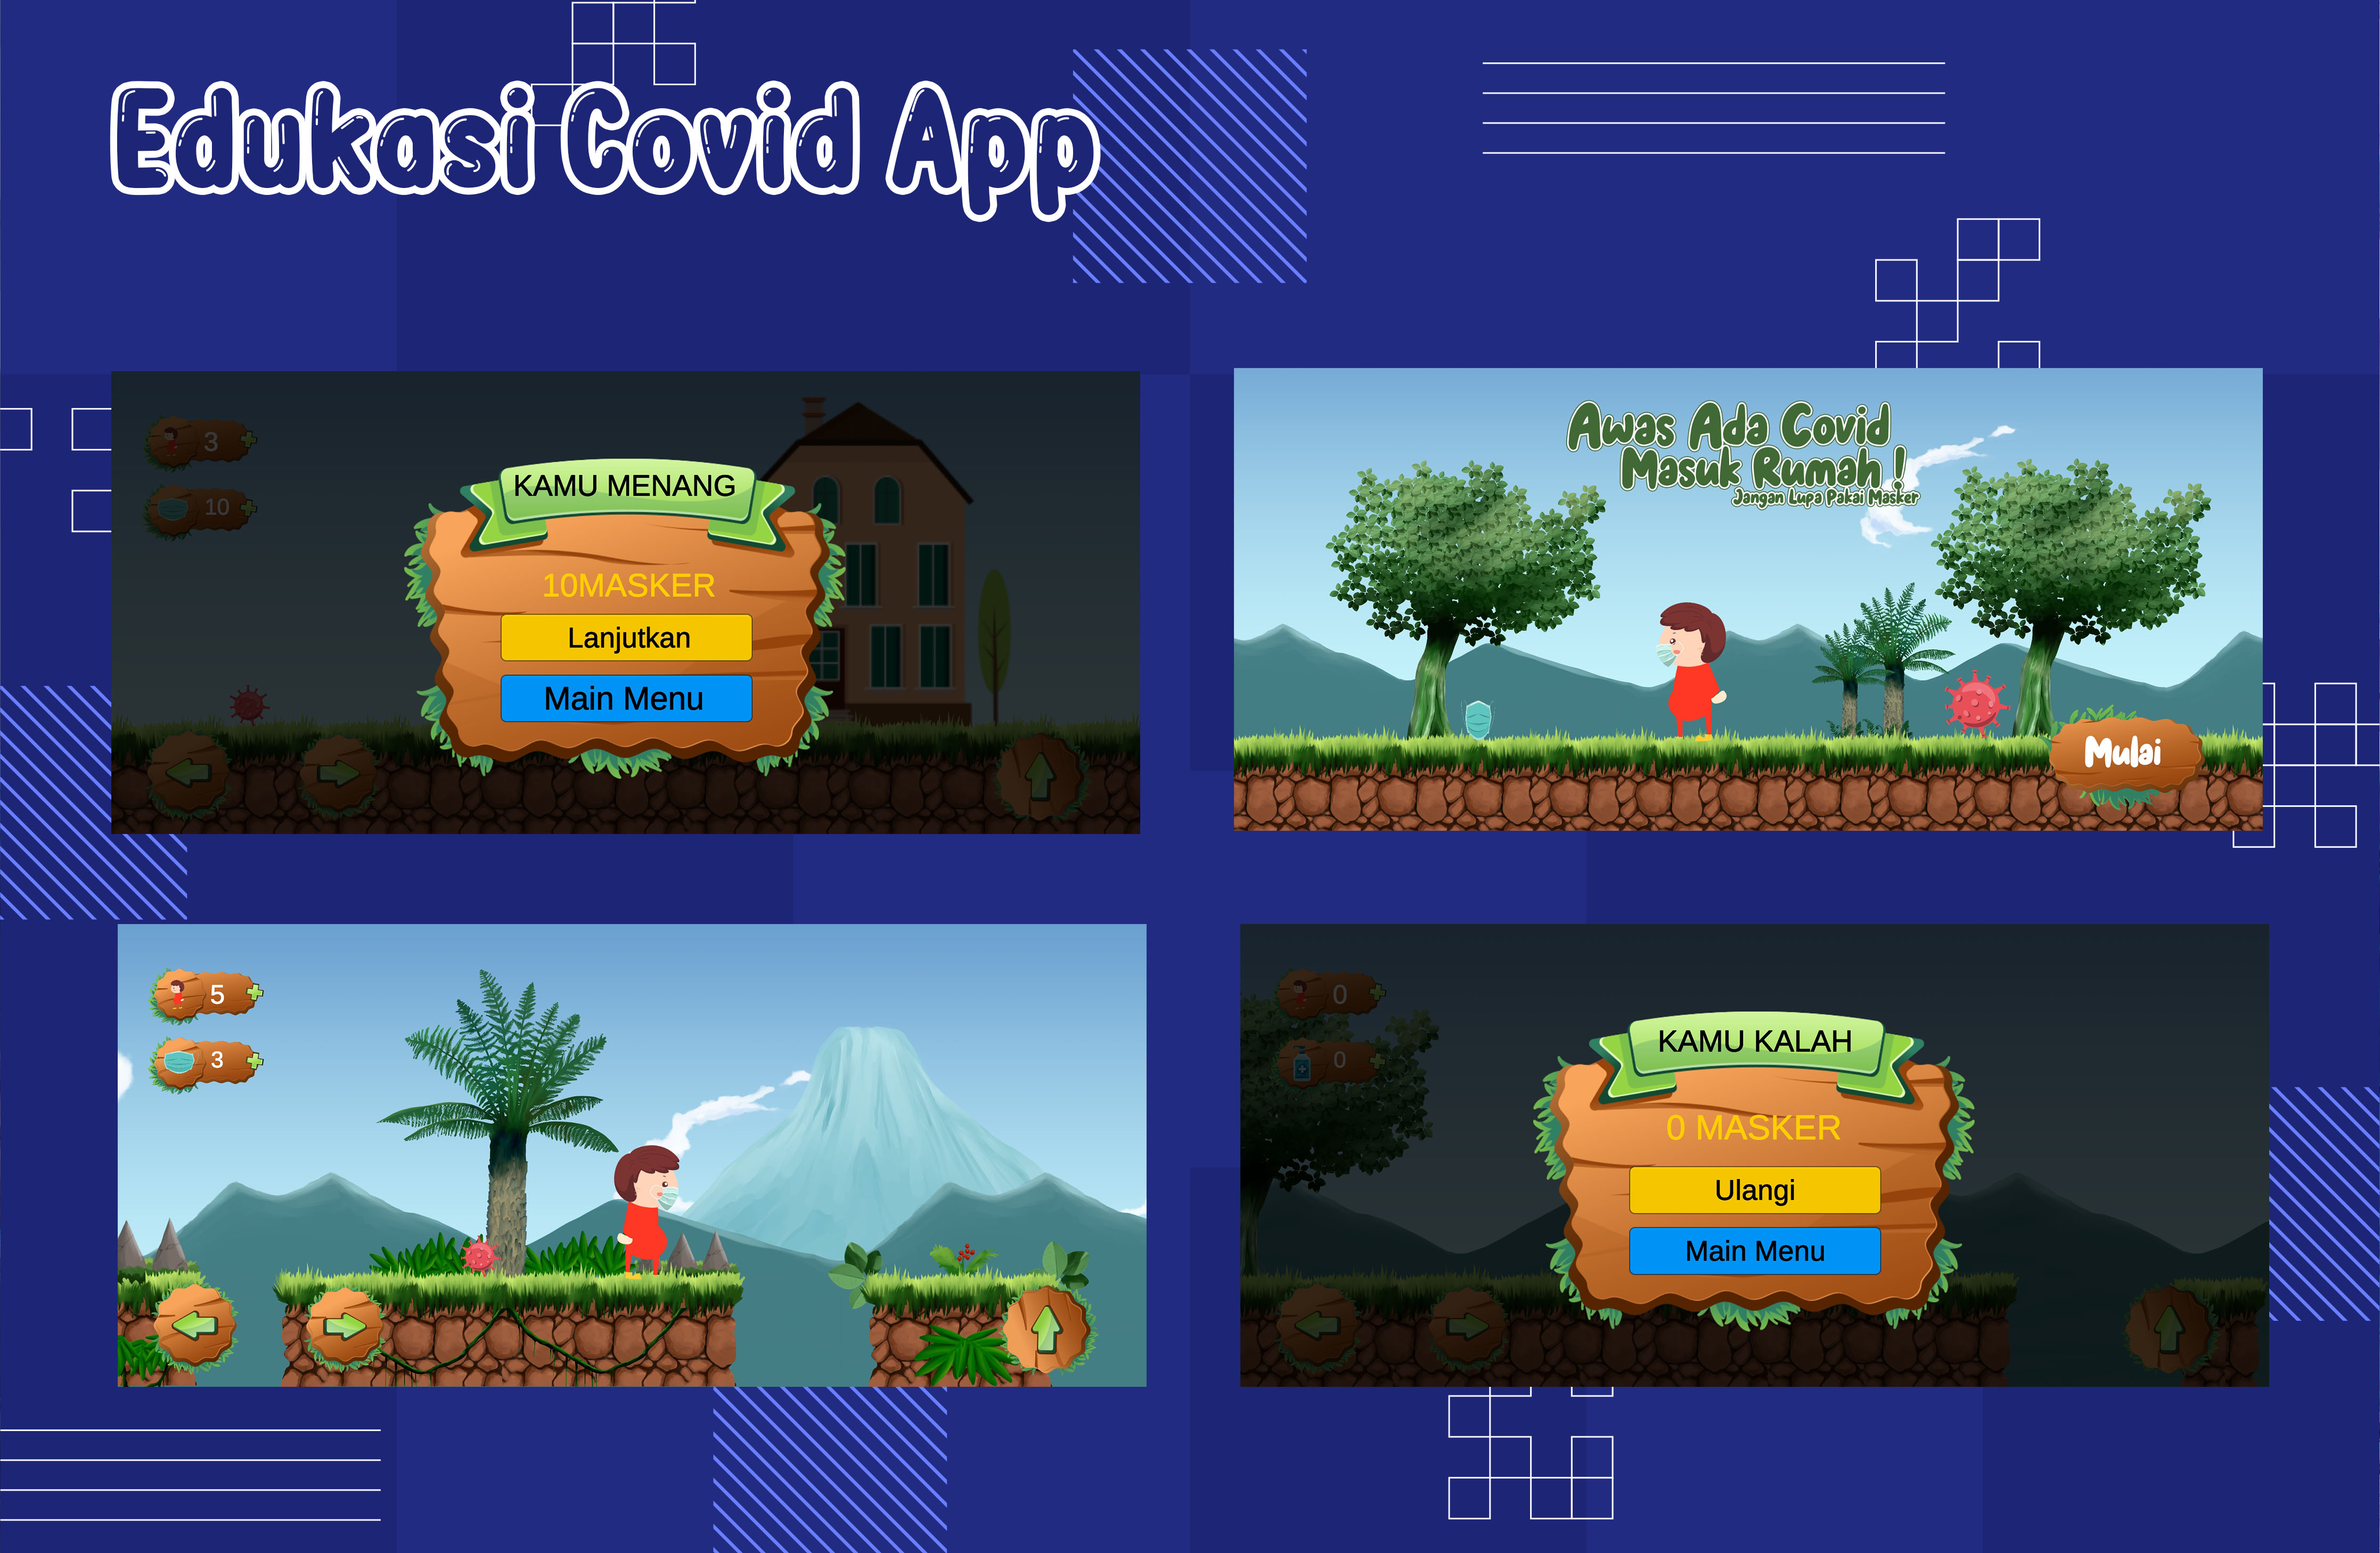 Edukasi Covid App
3
10
KAMU MENANG
10MASKER
Lanjutkan
Main Menu
Awas Ada Covid
Masuk Rumah !
Jangan Lupa Pakai Masker
Mulai
5
3
0
0
KAMU KALAH
0 MASKER
Ulangi
Main Menu